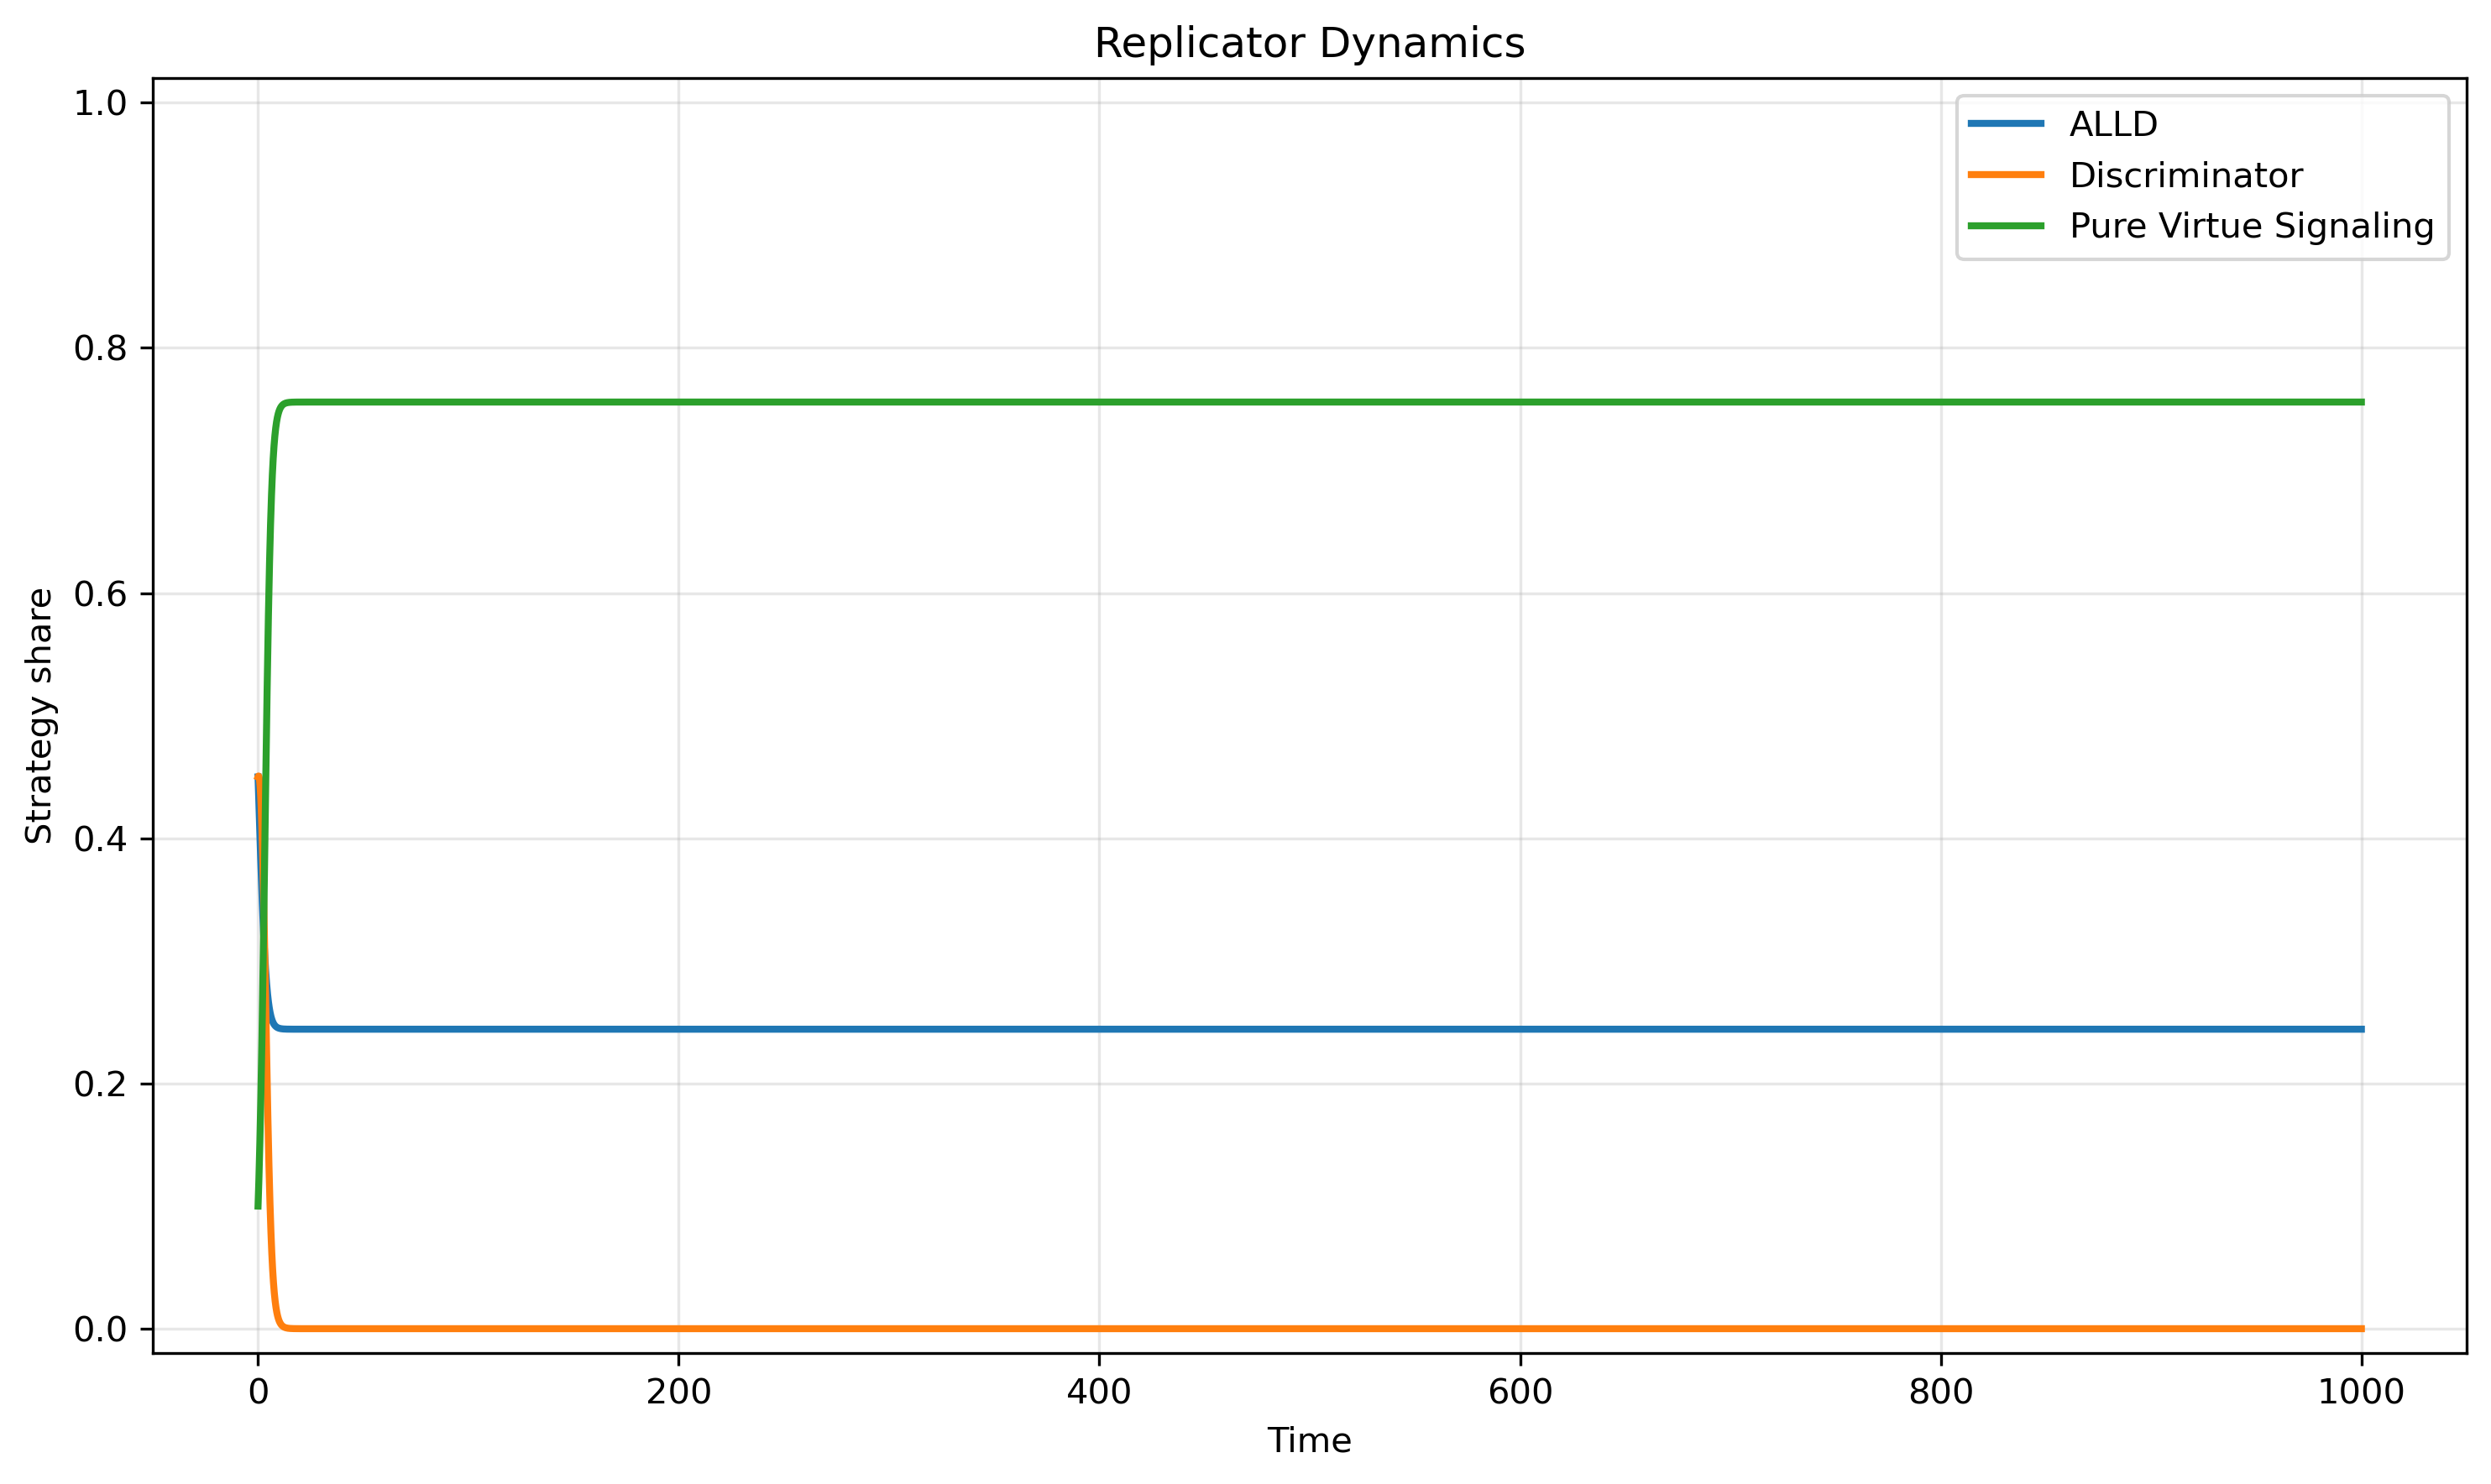 Replicator Dynamics
ALLD
Discriminator
Pure Virtue Signaling
Strategy share
1.0
0.8
0.6
0.4
0.2
0.0
0 200 400 600 800 1000
Time